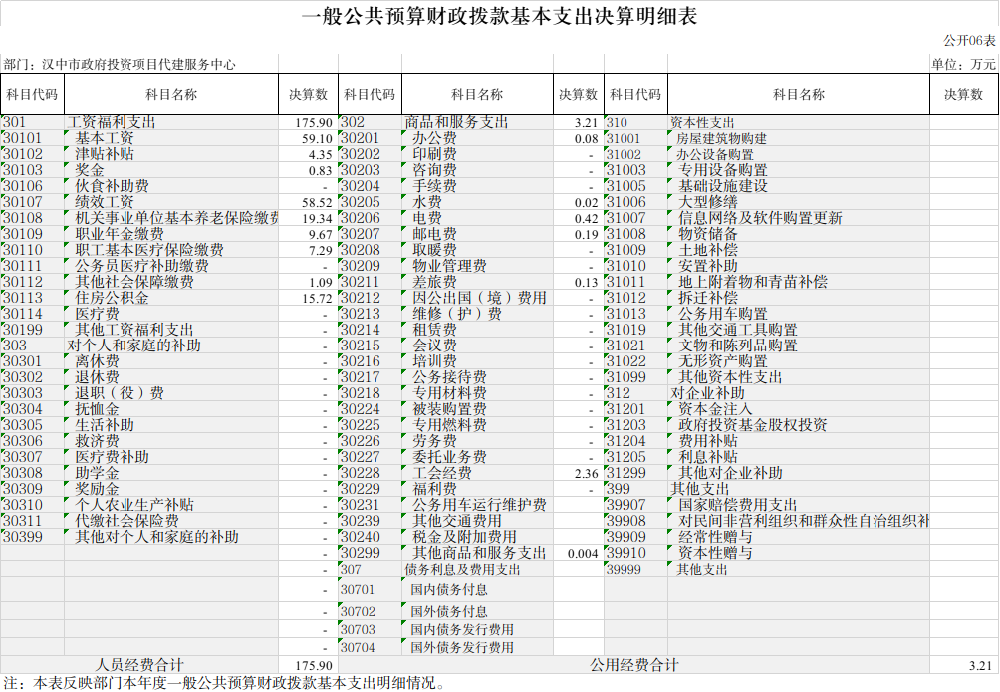 一般公共预算财政拨款基本支出决算明细表
公开06表
部门：汉中市政府投资项目代建服务中心 单位：万元
科目代码 科目名称 决算数 科目代码 科目名称 决算数 科目代码 科目名称 决算数
301 工资福利支出 175.90 302 商品和服务支出 3.21 310 资本性支出
30101 基本工资 59.10 30201 办公费 0.08 31001 房屋建筑物购建
30102 津贴补贴 4.35 30202 印刷费 - 31002 办公设备购置
30103 奖金 0.83 30203 咨询费 - 31003 专用设备购置
30106 伙食补助费 - 30204 手续费 - 31005 基础设施建设
30107 绩效工资 58.52 30205 水费 0.02 31006 大型修缮
30108 机关事业单位基本养老保险缴费 19.34 30206 电费 0.42 31007 信息网络及软件购置更新
30109 职业年金缴费 9.67 30207 邮电费 0.19 31008 物资储备
30110 职工基本医疗保险缴费 7.29 30208 取暖费 - 31009 土地补偿
30111 公务员医疗补助缴费 - 30209 物业管理费 - 31010 安置补助
30112 其他社会保障缴费 1.09 30211 差旅费 0.13 31011 地上附着物和青苗补偿
30113 住房公积金 15.72 30212 因公出国（境）费用 - 31012 拆迁补偿
30114 医疗费 - 30213 维修（护）费 - 31013 公务用车购置
30199 其他工资福利支出 - 30214 租赁费 - 31019 其他交通工具购置
303 对个人和家庭的补助 - 30215 会议费 - 31021 文物和陈列品购置
30301 离休费 - 30216 培训费 - 31022 无形资产购置
30302 退休费 - 30217 公务接待费 - 31099 其他资本性支出
30303 退职（役）费 - 30218 专用材料费 - 312 对企业补助
30304 抚恤金 - 30224 被装购置费 - 31201 资本金注入
30305 生活补助 - 30225 专用燃料费 - 31203 政府投资基金股权投资
30306 救济费 - 30226 劳务费 - 31204 费用补贴
30307 医疗费补助 - 30227 委托业务费 - 31205 利息补贴
30308 助学金 - 30228 工会经费 2.36 31299 其他对企业补助
30309 奖励金 - 30229 福利费 - 399 其他支出
30310 个人农业生产补贴 - 30231 公务用车运行维护费 39907 国家赔偿费用支出
30311 代缴社会保险费 - 30239 其他交通费用 39908 对民间非营利组织和群众性自治组织补
30399 其他对个人和家庭的补助 - 30240 税金及附加费用 39909 经常性赠与
- 30299 其他商品和服务支出 0.004 39910 资本性赠与
- 307 债务利息及费用支出 39999 其他支出
- 30701 国内债务付息
- 30702 国外债务付息
- 30703 国内债务发行费用
- 30704 国外债务发行费用
人员经费合计 175.90 公用经费合计 3.21
注：本表反映部门本年度一般公共预算财政拨款基本支出明细情况。